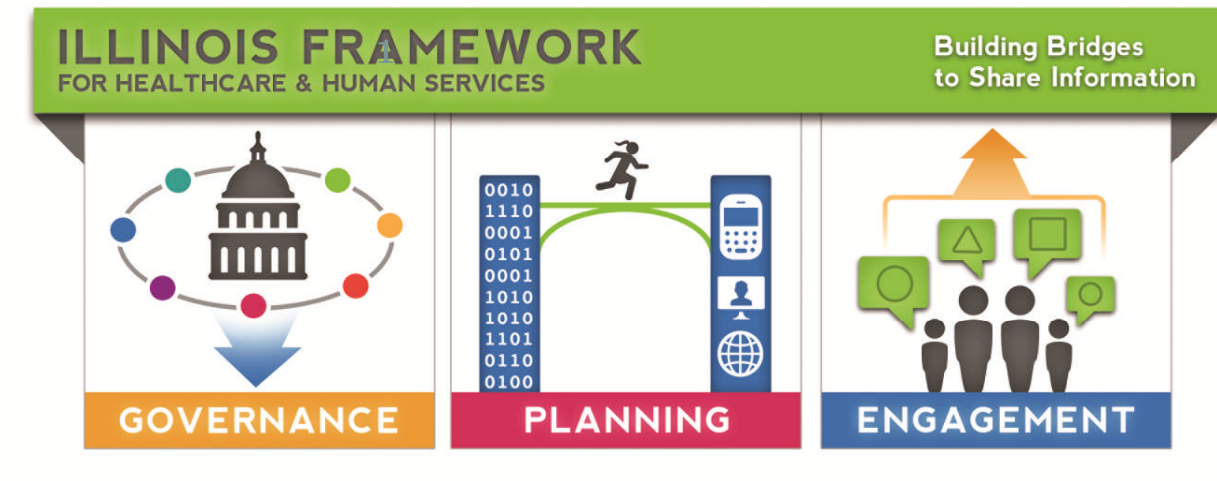 ILLINOIS FRAMEWORK
FOR HEALTHCARE & HUMAN SERVICES
Building Bridges
to Share Information
1
0010
1110
0001
0101
0001
1010
1010
1101
0110
0100
GOVERNANCE
PLANNING
ENGAGEMENT